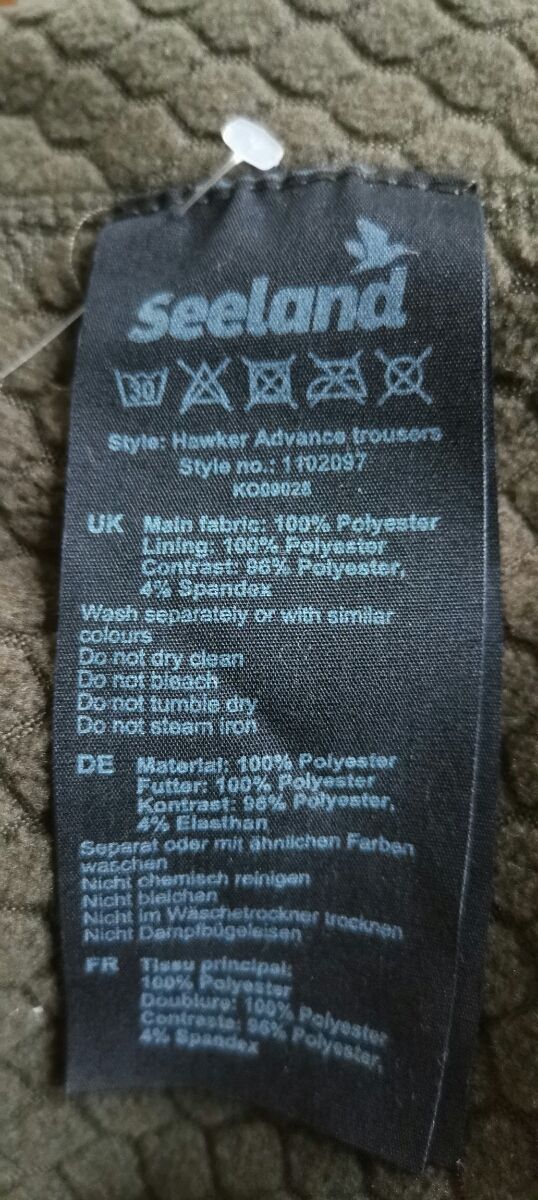 seeland
30
Style: Hawker Advance trousers
Style no.: 1102097
UK Main fabric: 100% Polyester
Lining: 100% Polyester
Contrast: 96% Polyester,
4% Spandex
Wash separately or with similar
colours
Do not dry clean
Do not bleach
Do not tumble dry
Do not steam iron
DE Material: 100% Polyester
Futter: 100% Polyester
Kontrast: 96% Polyester,
4% Elasthan
Separat oder mit ähnlichen Farben
waschen
Nicht chemisch reinigen
Nicht bleichen
Nicht im Wäschetrockner trocknen
Nicht Dampfbügeleisen
FR Tissu principal:
100% Polyester
Doublure: 100% Polyester
Contraste: 96% Polyester,
4% Spandex